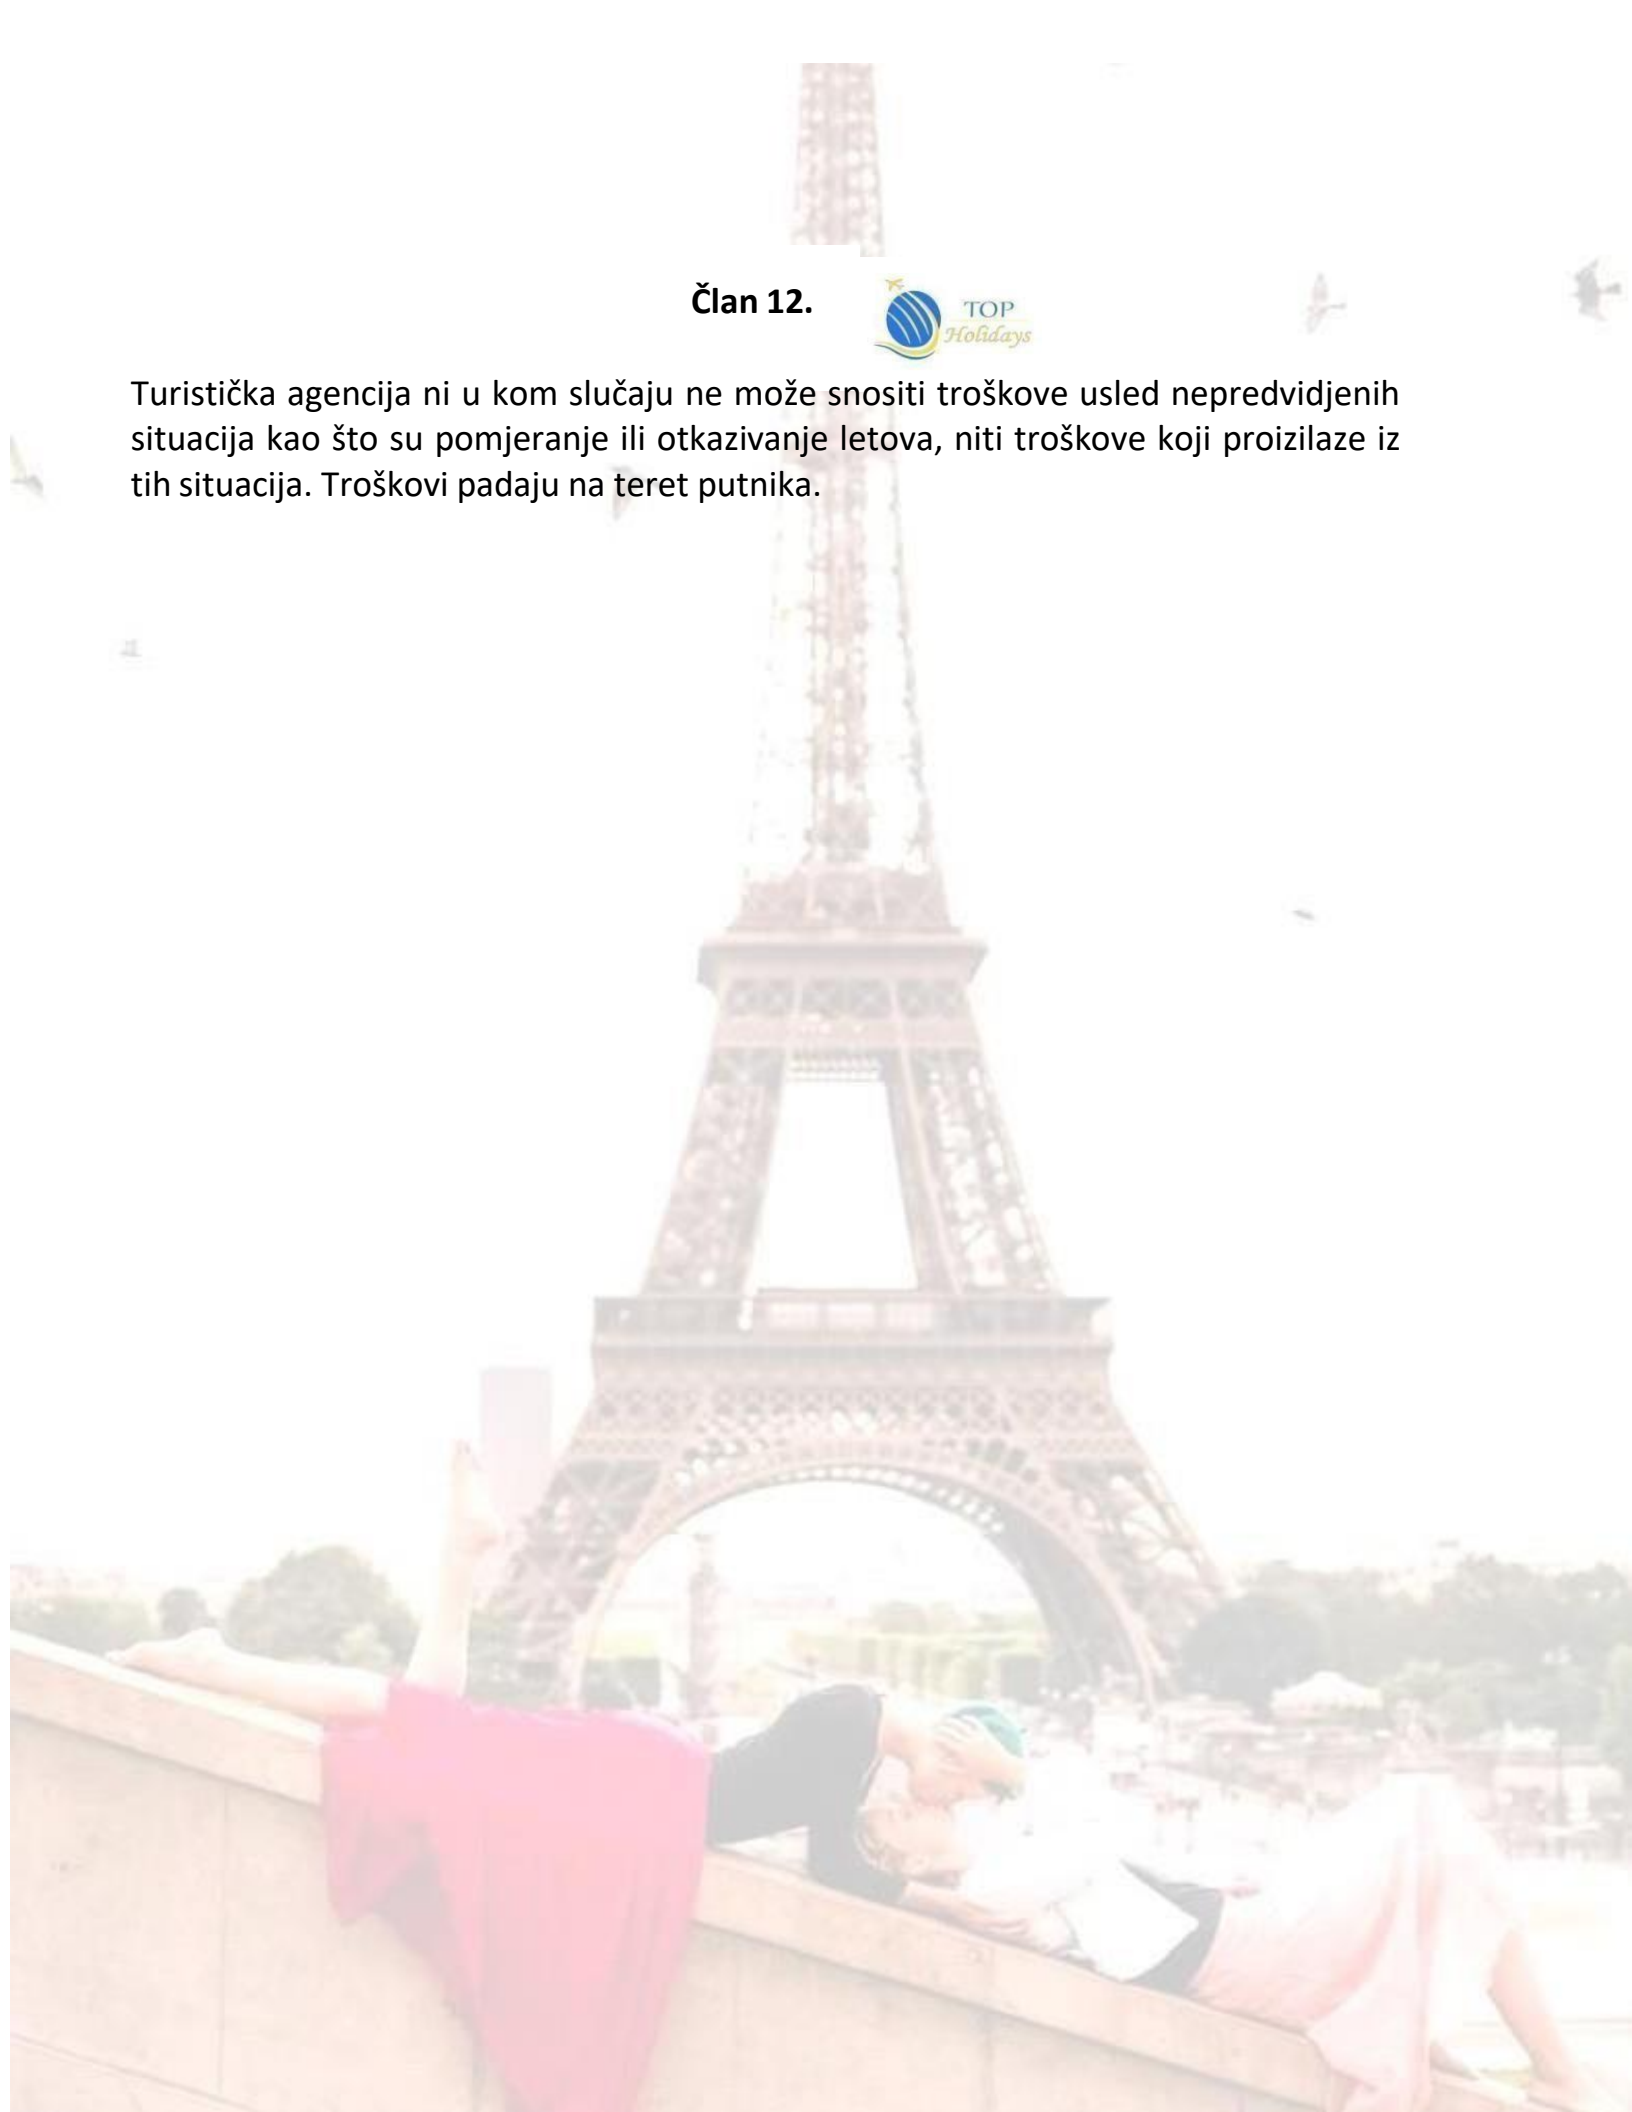 Član 12.
TOP
Holidays
Turistička agencija ni u kom slučaju ne može snositi troškove usled nepredvidjenih
situacija kao što su pomjeranje ili otkazivanje letova, niti troškove koji proizilaze iz
tih situacija. Troškovi padaju na teret putnika.